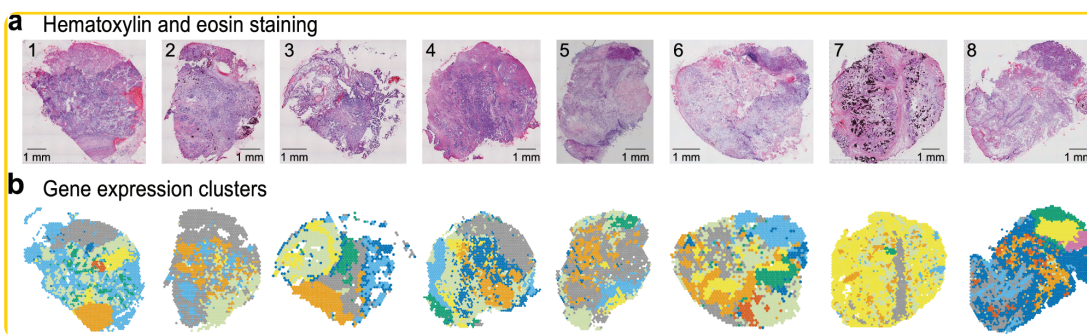 a Hematoxylin and eosin staining
1 2 3 4 5 6 7 8
1 mm 1 mm 1 mm 1 mm 1 mm 1 mm 1 mm 1 mm
b Gene expression clusters